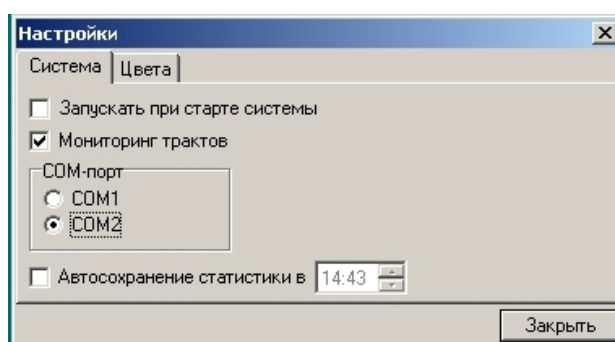 Настройки
Система Цвета
Запускать при старте системы
Мониторинг трактов
COM-порт
COM1
COM2
Автосохранение статистики в 14:43
Закрыть